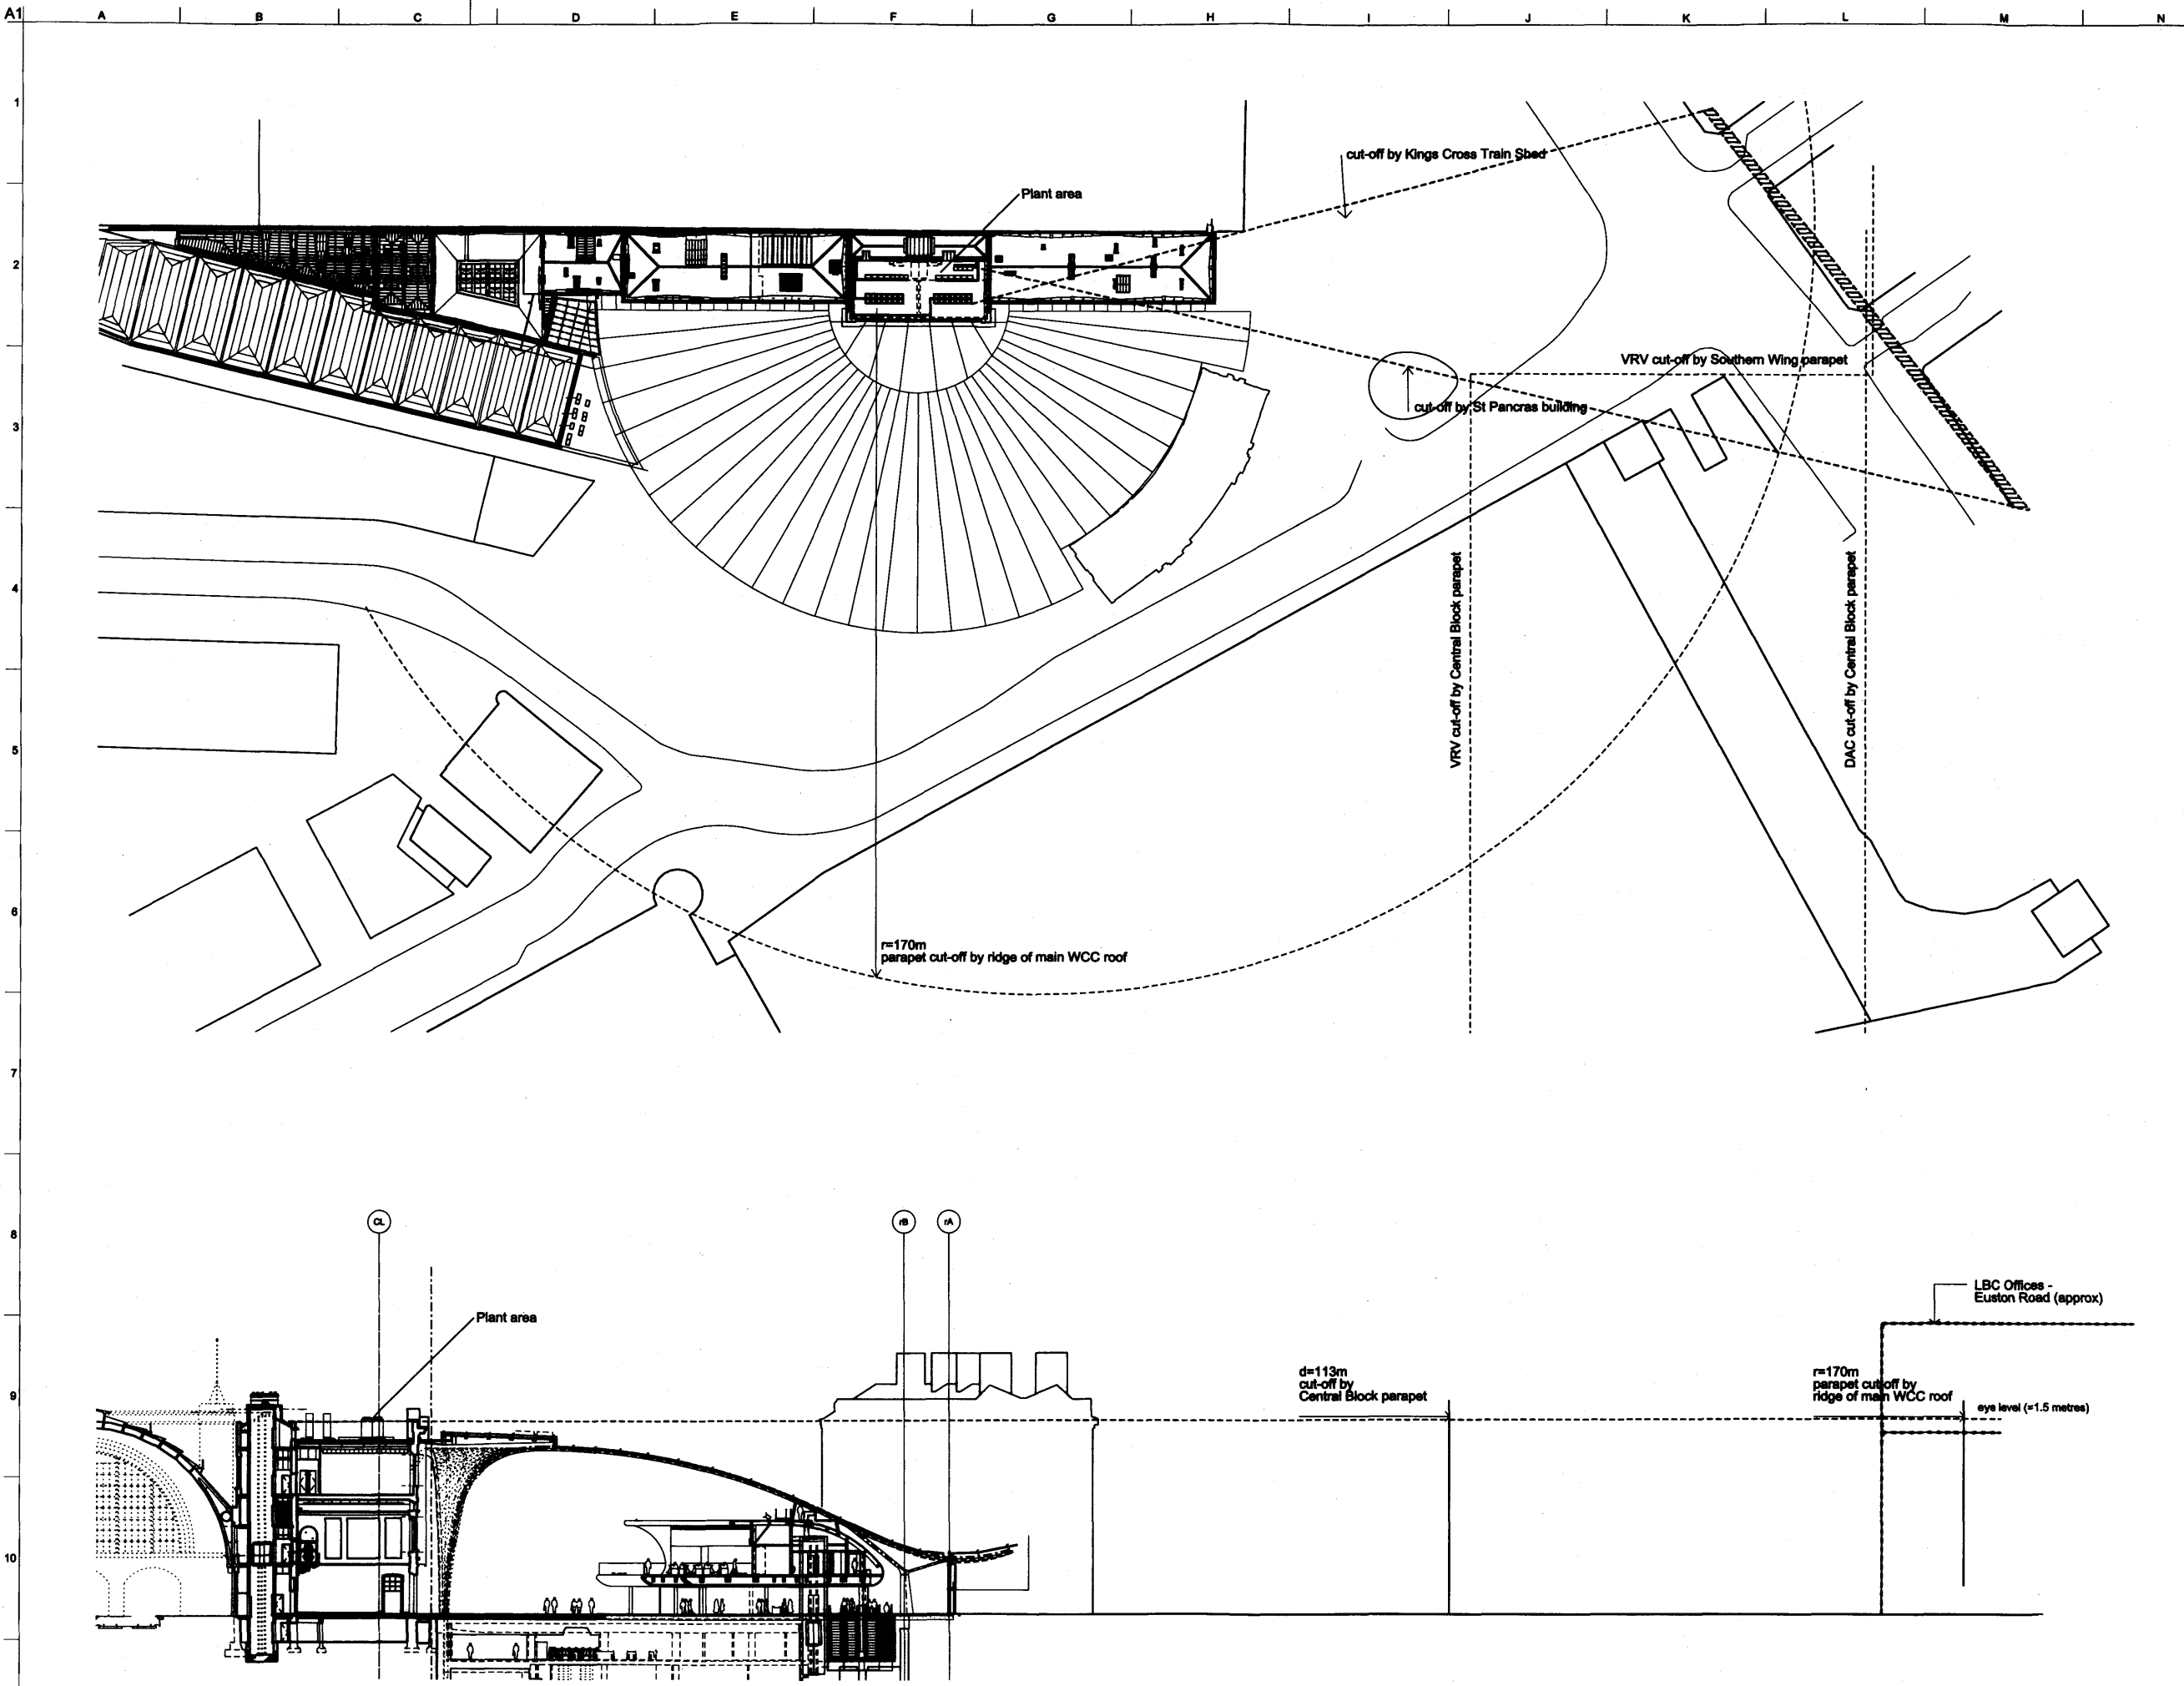 A1 A B C D E F G H I J K L M N
1
cut-off by Kings Cross Train Shed
Plant area
2
VRV cut-off by Southern Wing parapet
cut-off by St Pancras building
3
VRV cut-off by Central Block parapet
DAC cut-off by Central Block parapet
4
5
6
r=170m
parapet cut-off by ridge of main WCC roof
7
CL rB rA
8
LBC Offices -
Euston Road (approx)
Plant area
9
d=113m
cut-off by
Central Block parapet
r=170m
parapet cut-off by
ridge of main WCC roof
eye level (=1.5 metres)
10